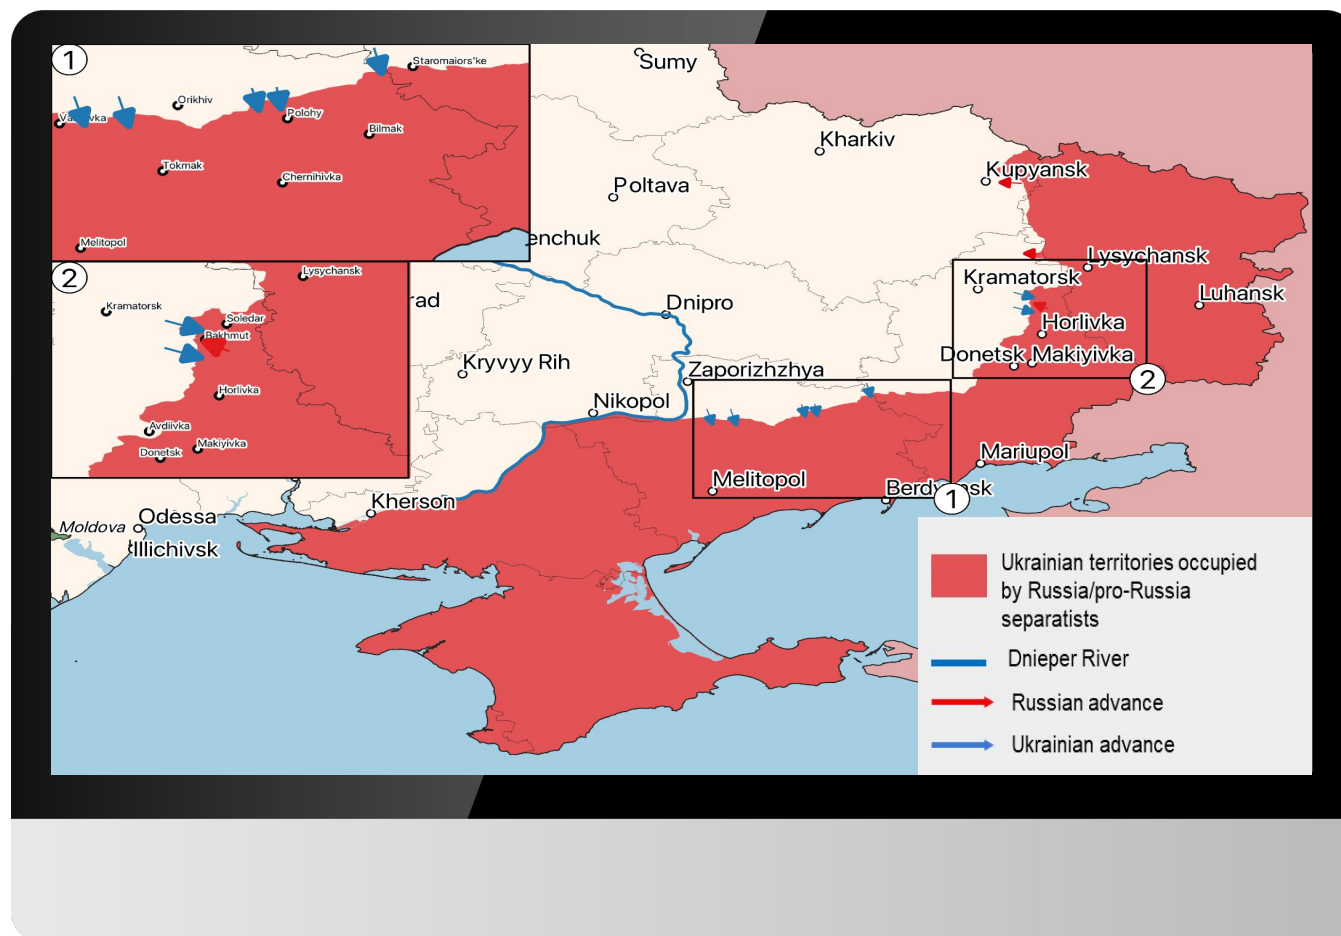 1
Staromaiors'ke
Orikhiv
Polohy
Bilmak
Tokmak
Chernihivka
Melitopol
2
Lysychansk
Kramatorsk
Soledar
Bakhmut
Horlivka
Avdiivka
Makiyivka
Donetsk
Sumy
Kharkiv
Kupyansk
Poltava
enchuk
Lysychansk
Kramatorsk
rad
Dnipro
Luhansk
Horlivka
Donetsk
Makiyivka
Kryvyy Rih
Zaporizhzhya
2
Nikopol
Mariupol
Melitopol
1
Kherson
Moldova
Odessa
Illichivsk
Ukrainian territories occupied
by Russia/pro-Russia
separatists
Dnieper River
Russian advance
Ukrainian advance